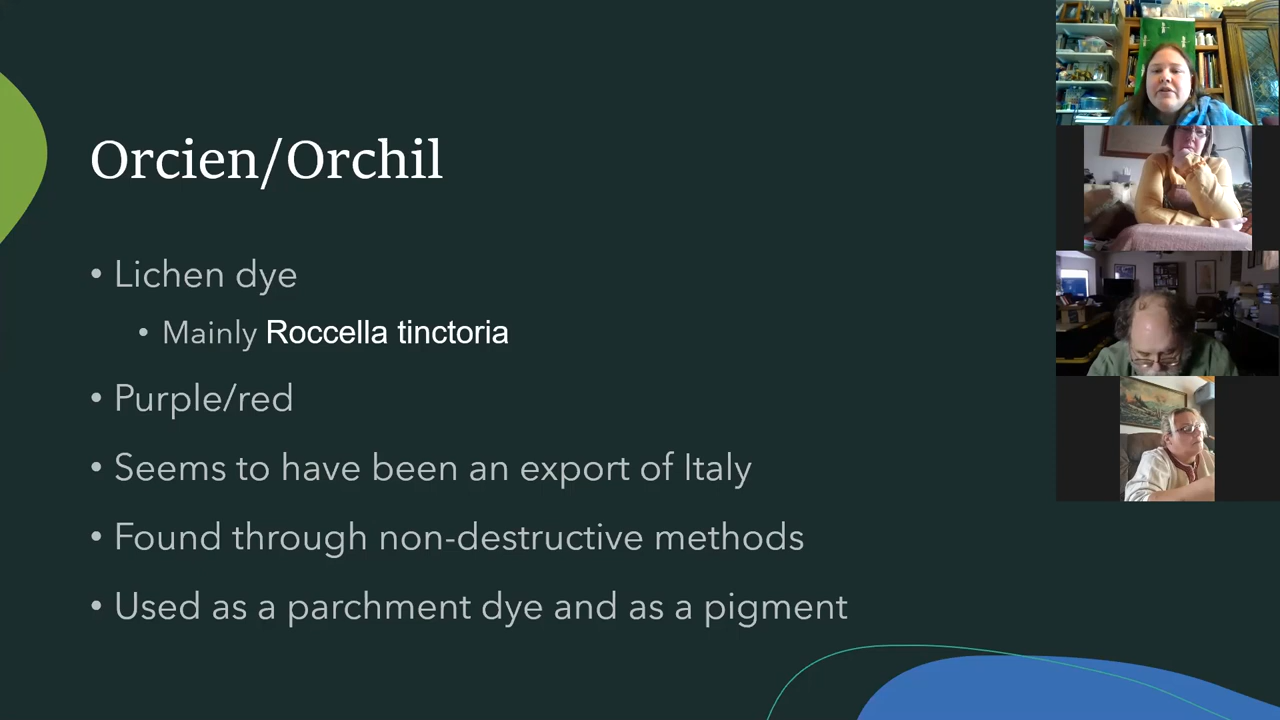 Orcien/Orchil
• Lichen dye
• Mainly Roccella tinctoria
• Purple/red
• Seems to have been an export of Italy
• Found through non-destructive methods
• Used as a parchment dye and as a pigment